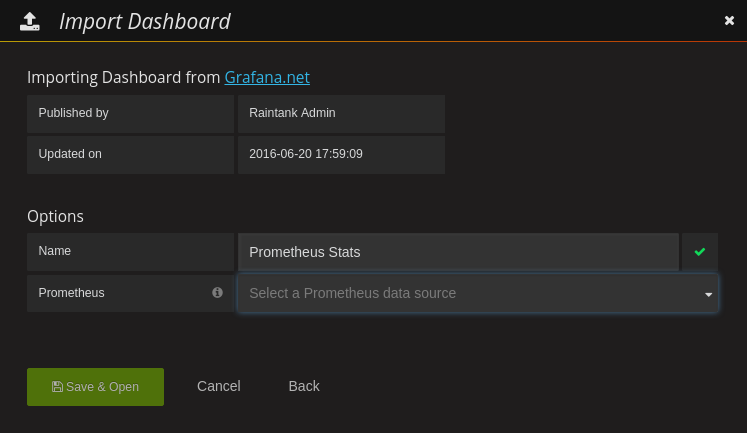 Import Dashboard
Importing Dashboard from Grafana.net
Published by Raintank Admin
Updated on 2016-06-20 17:59:09
Options
Name Prometheus Stats
Prometheus Select a Prometheus data source
Save & Open Cancel Back